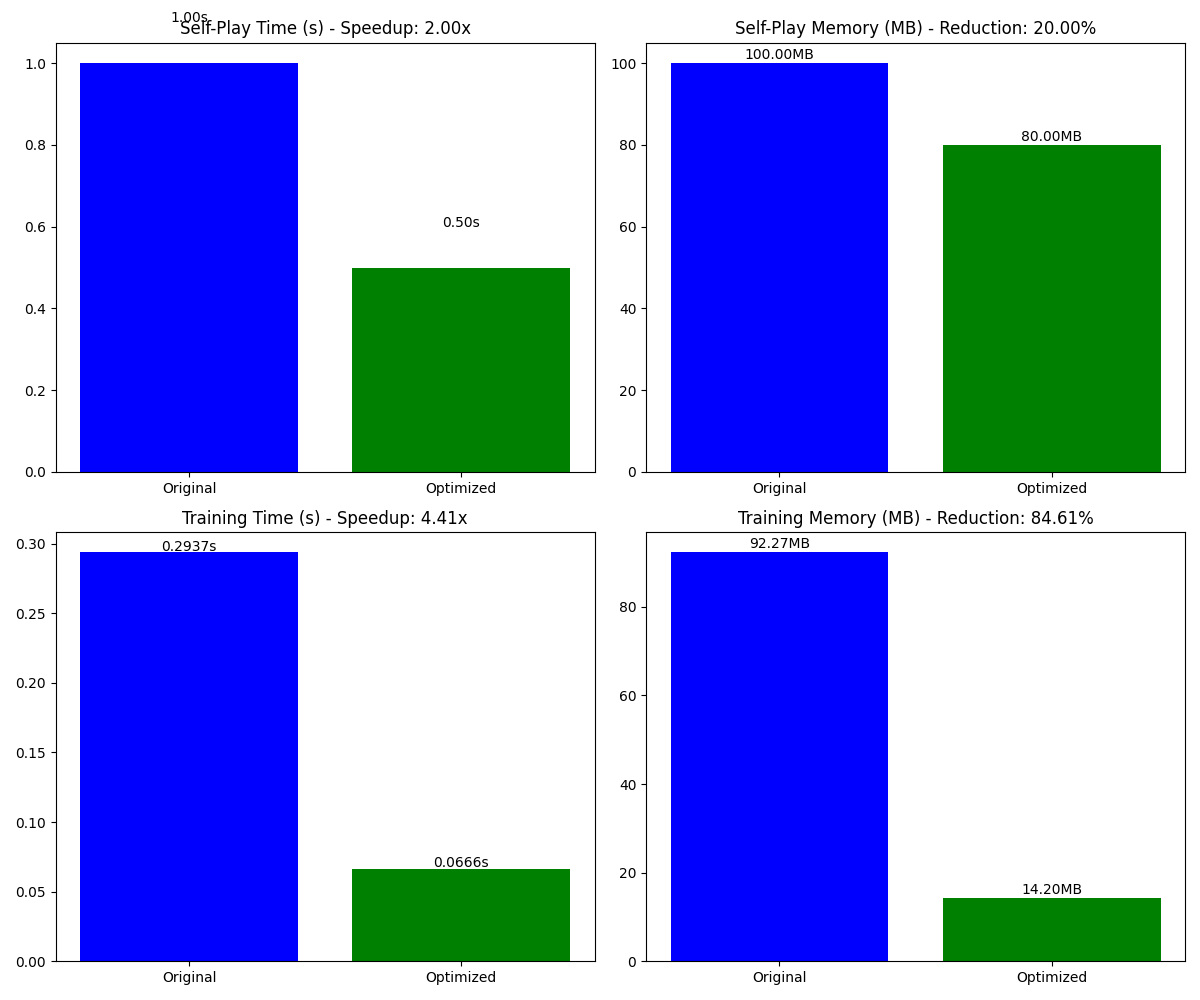 1.00s
Self-Play Time (s) - Speedup: 2.00x
1.0
0.8
0.6
0.4
0.2
0.0
0.50s
Original
Optimized
Self-Play Memory (MB) - Reduction: 20.00%
100
80
60
40
20
0
100.00MB
80.00MB
Original
Optimized
Training Time (s) - Speedup: 4.41x
0.30
0.25
0.20
0.15
0.10
0.05
0.00
0.2937s
0.0666s
Original
Optimized
Training Memory (MB) - Reduction: 84.61%
80
60
40
20
0
92.27MB
14.20MB
Original
Optimized